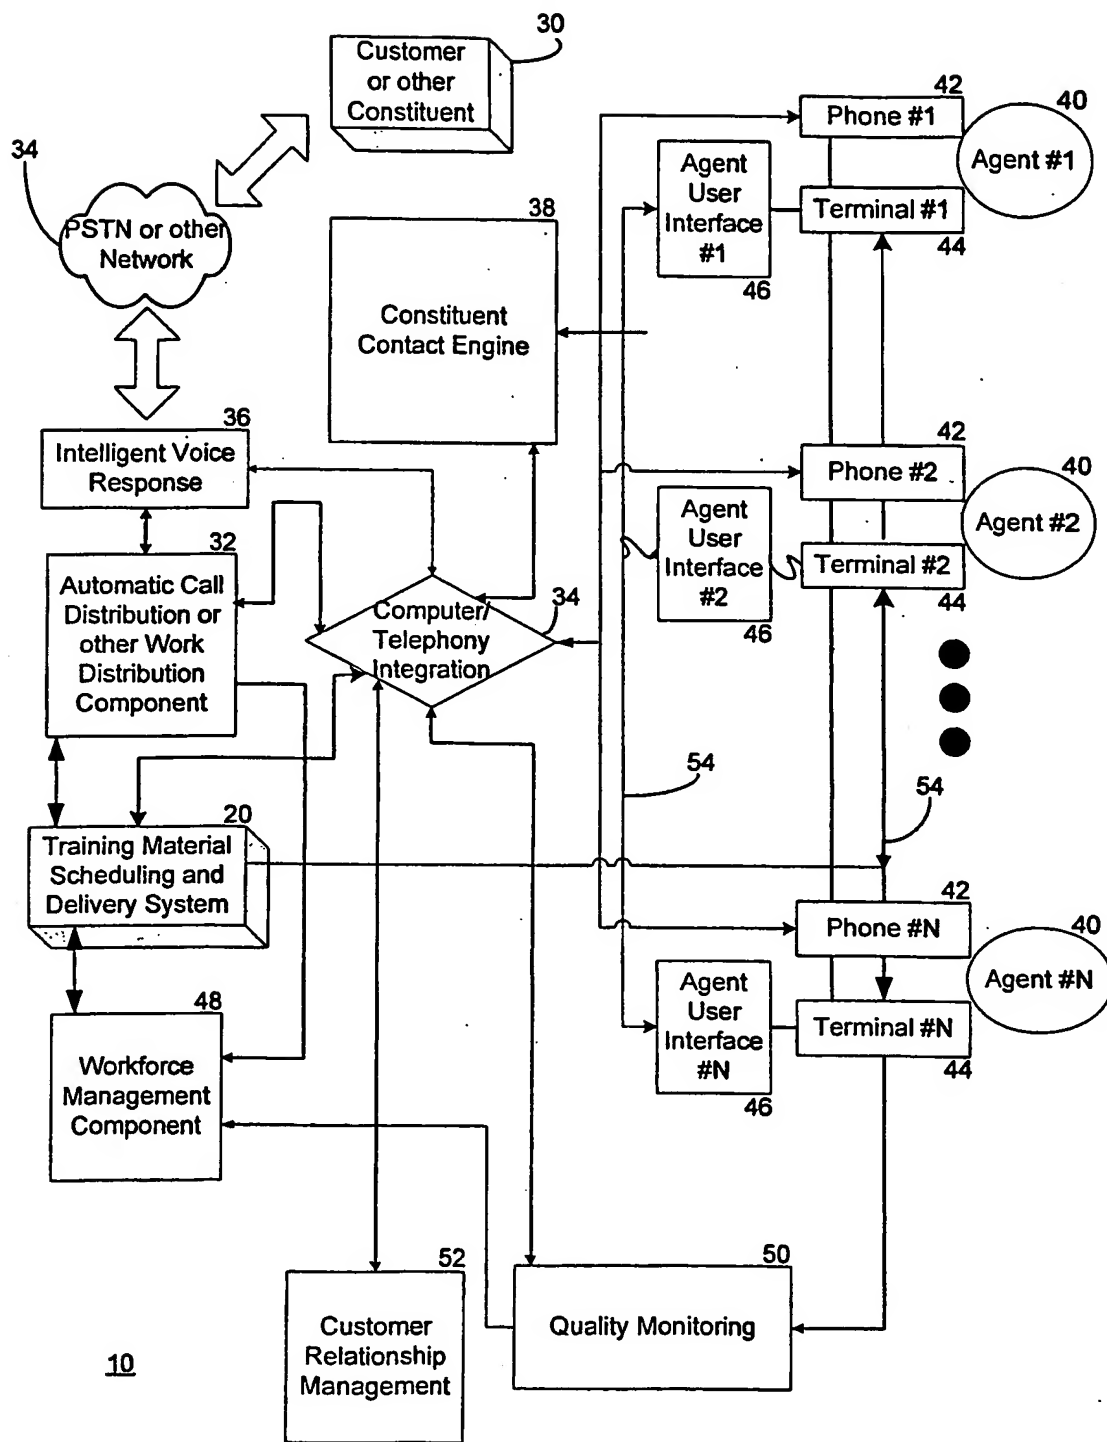 30
Customer
or other
Constituent
34
PSTN or other
Network
38
Constituent
Contact Engine
36
Intelligent Voice
Response
32
Automatic Call
Distribution or
other Work
Distribution
Component
Computer/
Telephony
Integration
34
20
Training Material
Scheduling and
Delivery System
48
Workforce
Management
Component
52
Customer
Relationship
Management
50
Quality Monitoring
10
42
Phone #1
40
Agent #1
Agent
User
Interface
#1
46
Terminal #1
44
42
Phone #2
40
Agent #2
Agent
User
Interface
#2
46
Terminal #2
44
54
54
42
Phone #N
40
Agent #N
Agent
User
Interface
#N
46
Terminal #N
44